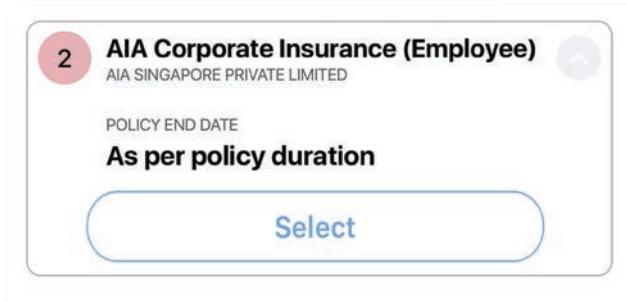 2
AIA Corporate Insurance (Employee)
AIA SINGAPORE PRIVATE LIMITED
POLICY END DATE
As per policy duration
Select